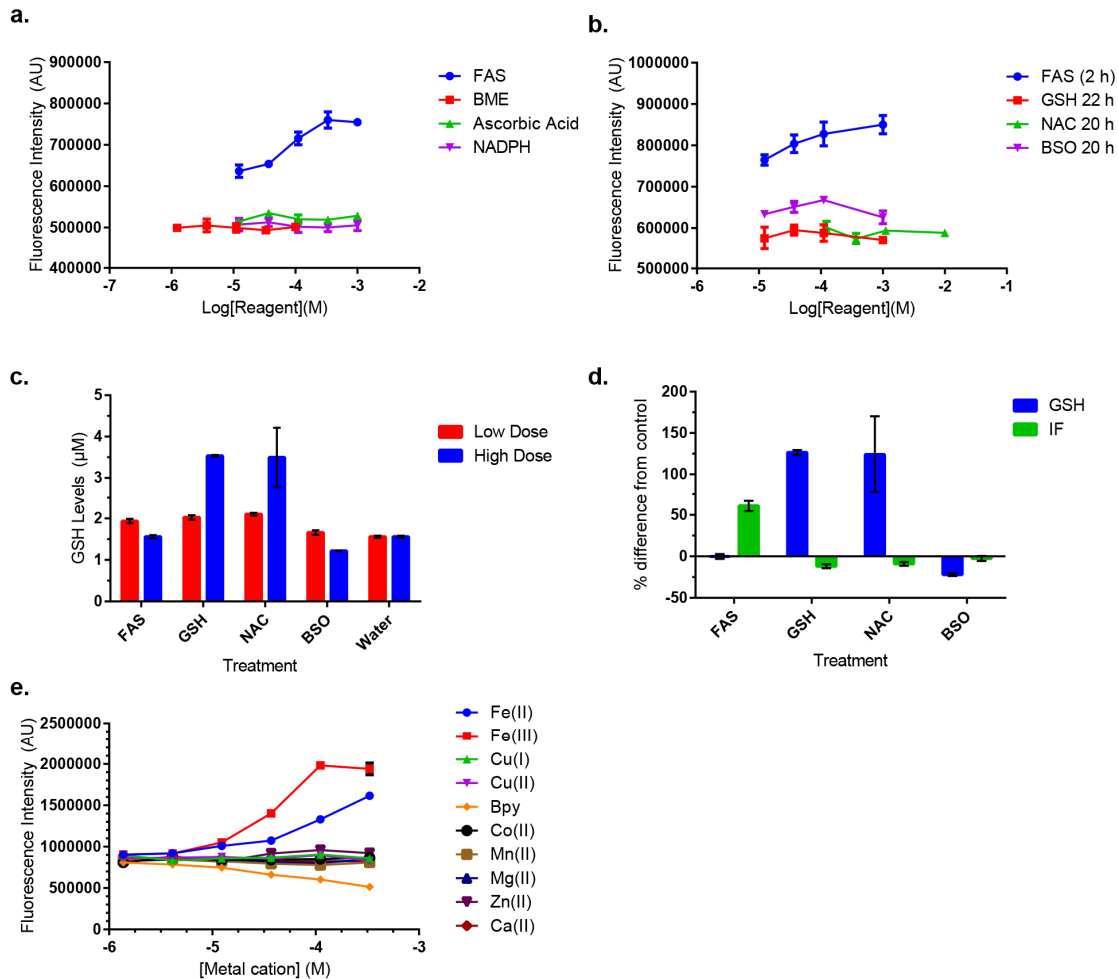 a.
Fluorescence Intensity (AU)
900000
800000
700000
600000
500000
400000
-7 -6 -5 -4 -3 -2
Log[Reagent](M)
FAS
BME
Ascorbic Acid
NADPH
b.
Fluorescence Intensity (AU)
1000000
900000
800000
700000
600000
500000
-6 -5 -4 -3 -2 -1
Log[Reagent](M)
FAS (2 h)
GSH 22 h
NAC 20 h
BSO 20 h
c.
GSH Levels (µM)
5
4
3
2
1
0
FAS GSH NAC BSO Water
Treatment
Low Dose
High Dose
d.
% difference from control
200
150
100
50
0
-50
FAS GSH NAC BSO
Treatment
GSH
IF
e.
Fluorescence Intensity (AU)
2500000
2000000
1500000
1000000
500000
0
-6 -5 -4 -3
[Metal cation] (M)
Fe(II)
Fe(III)
Cu(I)
Cu(II)
Bpy
Co(II)
Mn(II)
Mg(II)
Zn(II)
Ca(II)